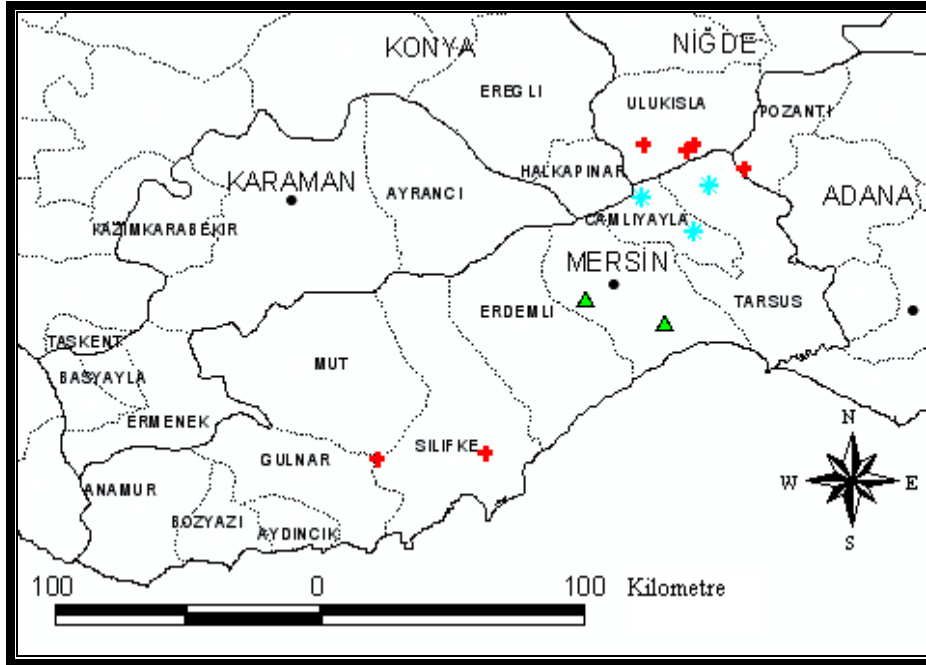 KONYA
NİĞDE
EREGLI
ULUKISLA
POZANTI
HALKAPINAR
KARAMAN
AYRANCI
ADANA
CAMLIYAYLA
KAZIMKARABEKIR
MERSİN
ERDEMLI
TARSUS
TASKENT
MUT
BASYAYLA
ERMENEK
SILIFKE
GULNAR
ANAMUR
BOZYAZI
AYDINCIK
N
W
E
S
100 0 100 Kilometre